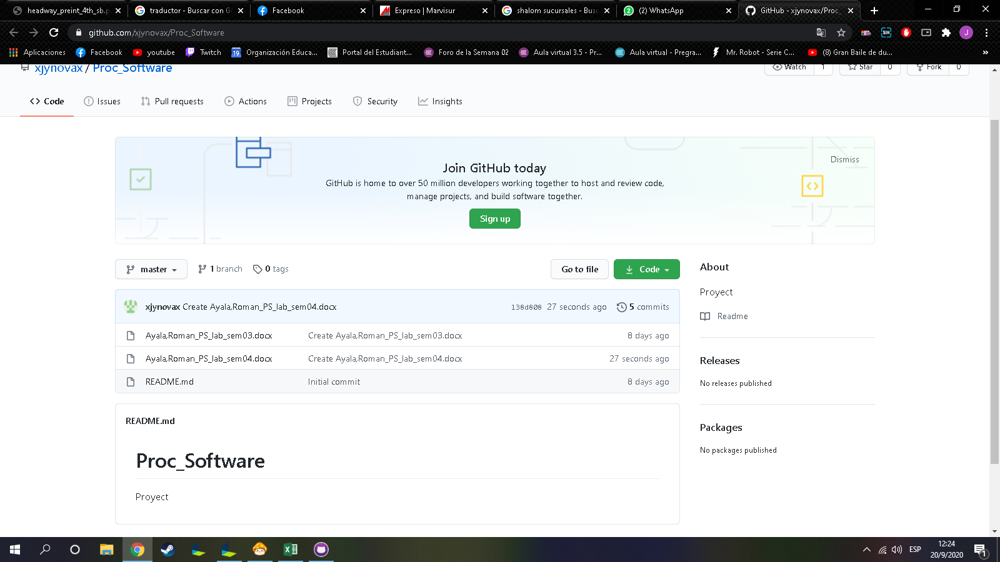 headway_preint_4th_sb.p
traductor - Buscar con G
Facebook
Expreso | Marvisur
shalom sucursales - Bus
(2) WhatsApp
GitHub - xjynovax/Proc_
github.com/xjynovax/Proc_Software
Aplicaciones
Facebook
youtube
Twitch
Organización Educa...
Portal del Estudiant...
Foro de la Semana 02
Aula virtual 3.5 - Pr...
Aula virtual - Pregra...
Mr. Robot - Serie C...
(8) Gran Baile de du...
xjynovax / Proc_Software
Watch 1
Star 0
Fork 0
Code
Issues
Pull requests
Actions
Projects
Security
Insights
Join GitHub today
Dismiss
GitHub is home to over 50 million developers working together to host and review code,
manage projects, and build software together.
Sign up
master
1 branch
0 tags
Go to file
Code
xjynovax Create Ayala,Roman_PS_lab_sem04.docx 138d808 27 seconds ago 5 commits
Ayala,Roman_PS_lab_sem03.docx Create Ayala,Roman_PS_lab_sem03.docx 8 days ago
Ayala,Roman_PS_lab_sem04.docx Create Ayala,Roman_PS_lab_sem04.docx 27 seconds ago
README.md Initial commit 8 days ago
README.md
Proc_Software
Proyect
About
Proyect
Readme
Releases
No releases published
Packages
No packages published
ESP
12:24
20/9/2020
1